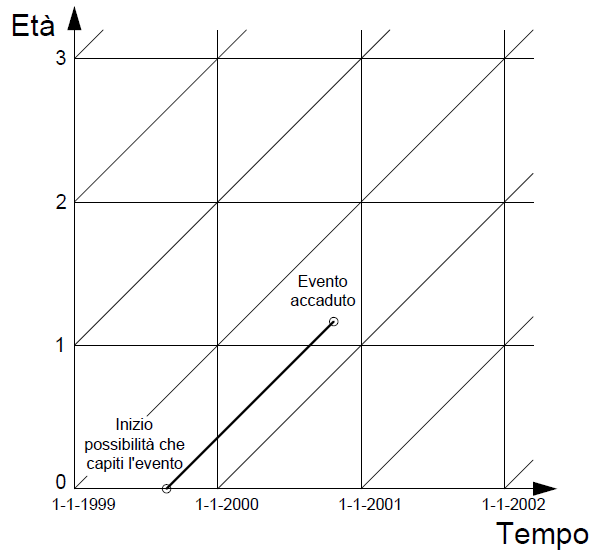 Età
3
2
Evento
accaduto
1
Inizio
possibilità che
capiti l'evento
0
1-1-1999
1-1-2000
1-1-2001
1-1-2002
Tempo